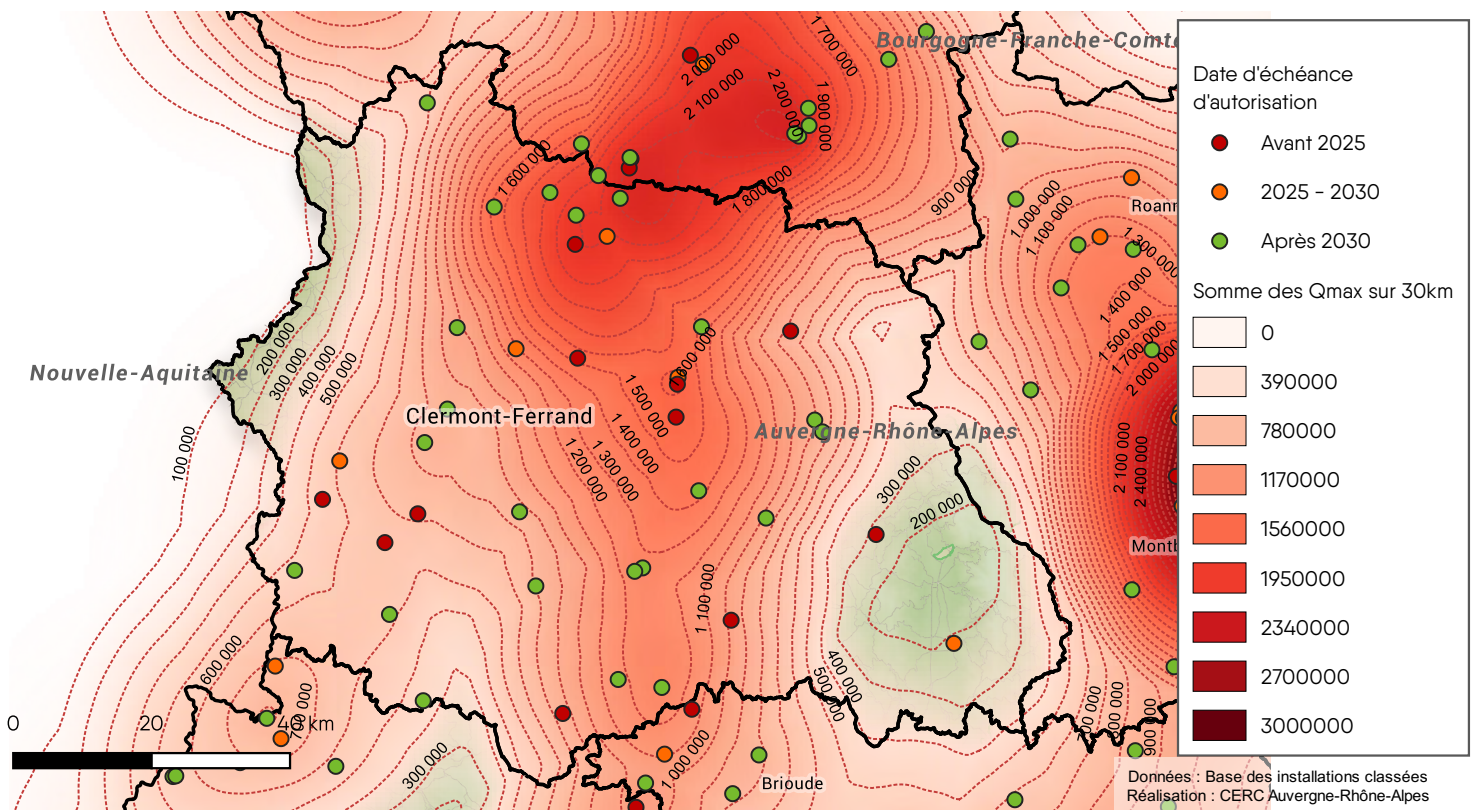 Bourgogne-Franche-Comté
Nouvelle-Aquitaine
Auvergne-Rhône-Alpes
Clermont-Ferrand
Brioude
2 000 000
2 100 000
2 200 000
1 900 000
1 700 000
1 600 000
1 800 000
900 000
1 000 000
1 100 000
1 300 000
1 400 000
1 500 000
1 700 000
2 000 000
2 100 000
2 400 000
200 000
300 000
400 000
500 000
100 000
1 500 000
1 400 000
1 300 000
1 200 000
300 000
200 000
1 100 000
400 000
500 000
600 000
300 000
1 000 000
900 000
0 20 40 km
Date d'échéance
d'autorisation
Avant 2025
2025 - 2030
Après 2030
Somme des Qmax sur 30km
0
390000
780000
1170000
1560000
1950000
2340000
2700000
3000000
Données : Base des installations classées
Réalisation : CERC Auvergne-Rhône-Alpes